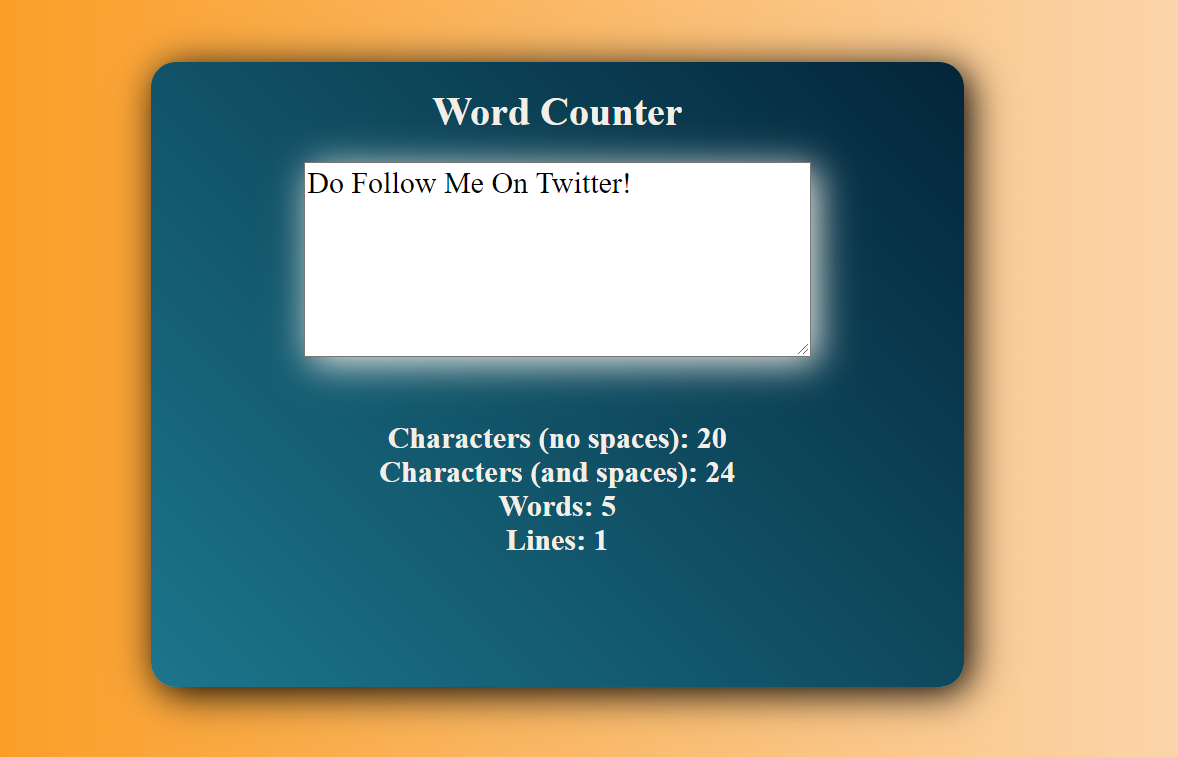 Word Counter
Do Follow Me On Twitter!
Characters (no spaces): 20
Characters (and spaces): 24
Words: 5
Lines: 1